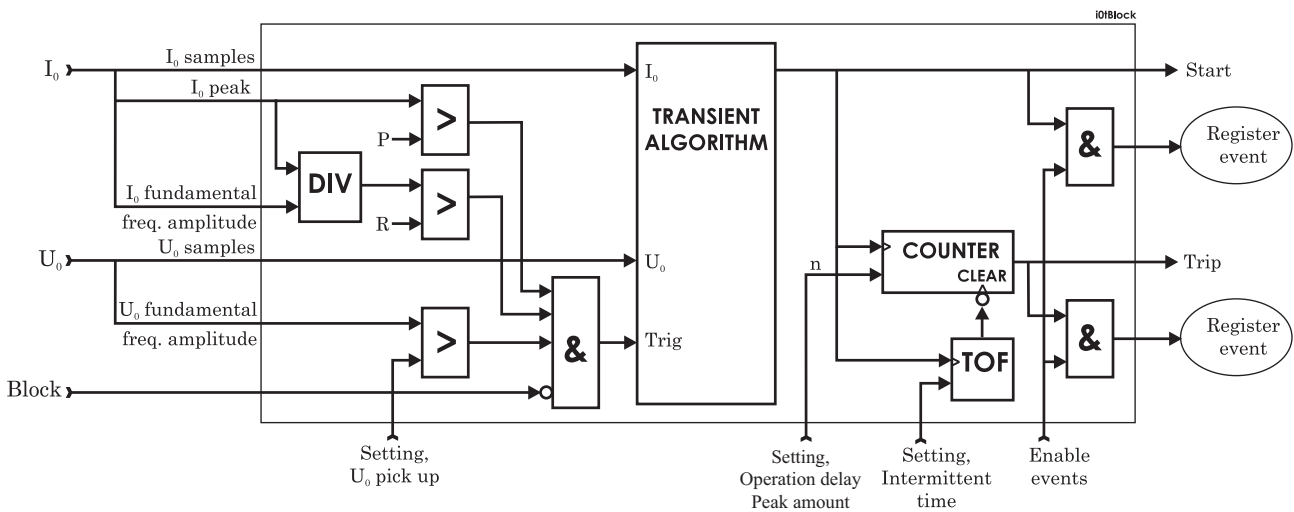 i0tBlock
I₀
I₀ samples
I₀ peak
P
>
DIV
I₀ fundamental
freq. amplitude
R
>
U₀
U₀ samples
U₀ fundamental
freq. amplitude
>
&
Block
Setting,
U₀ pick up
I₀
TRANSIENT
ALGORITHM
U₀
Trig
Start
&
Register
event
n
COUNTER
CLEAR
Trip
TOF
&
Register
event
Setting,
Operation delay
Peak amount
Setting,
Intermittent
time
Enable
events